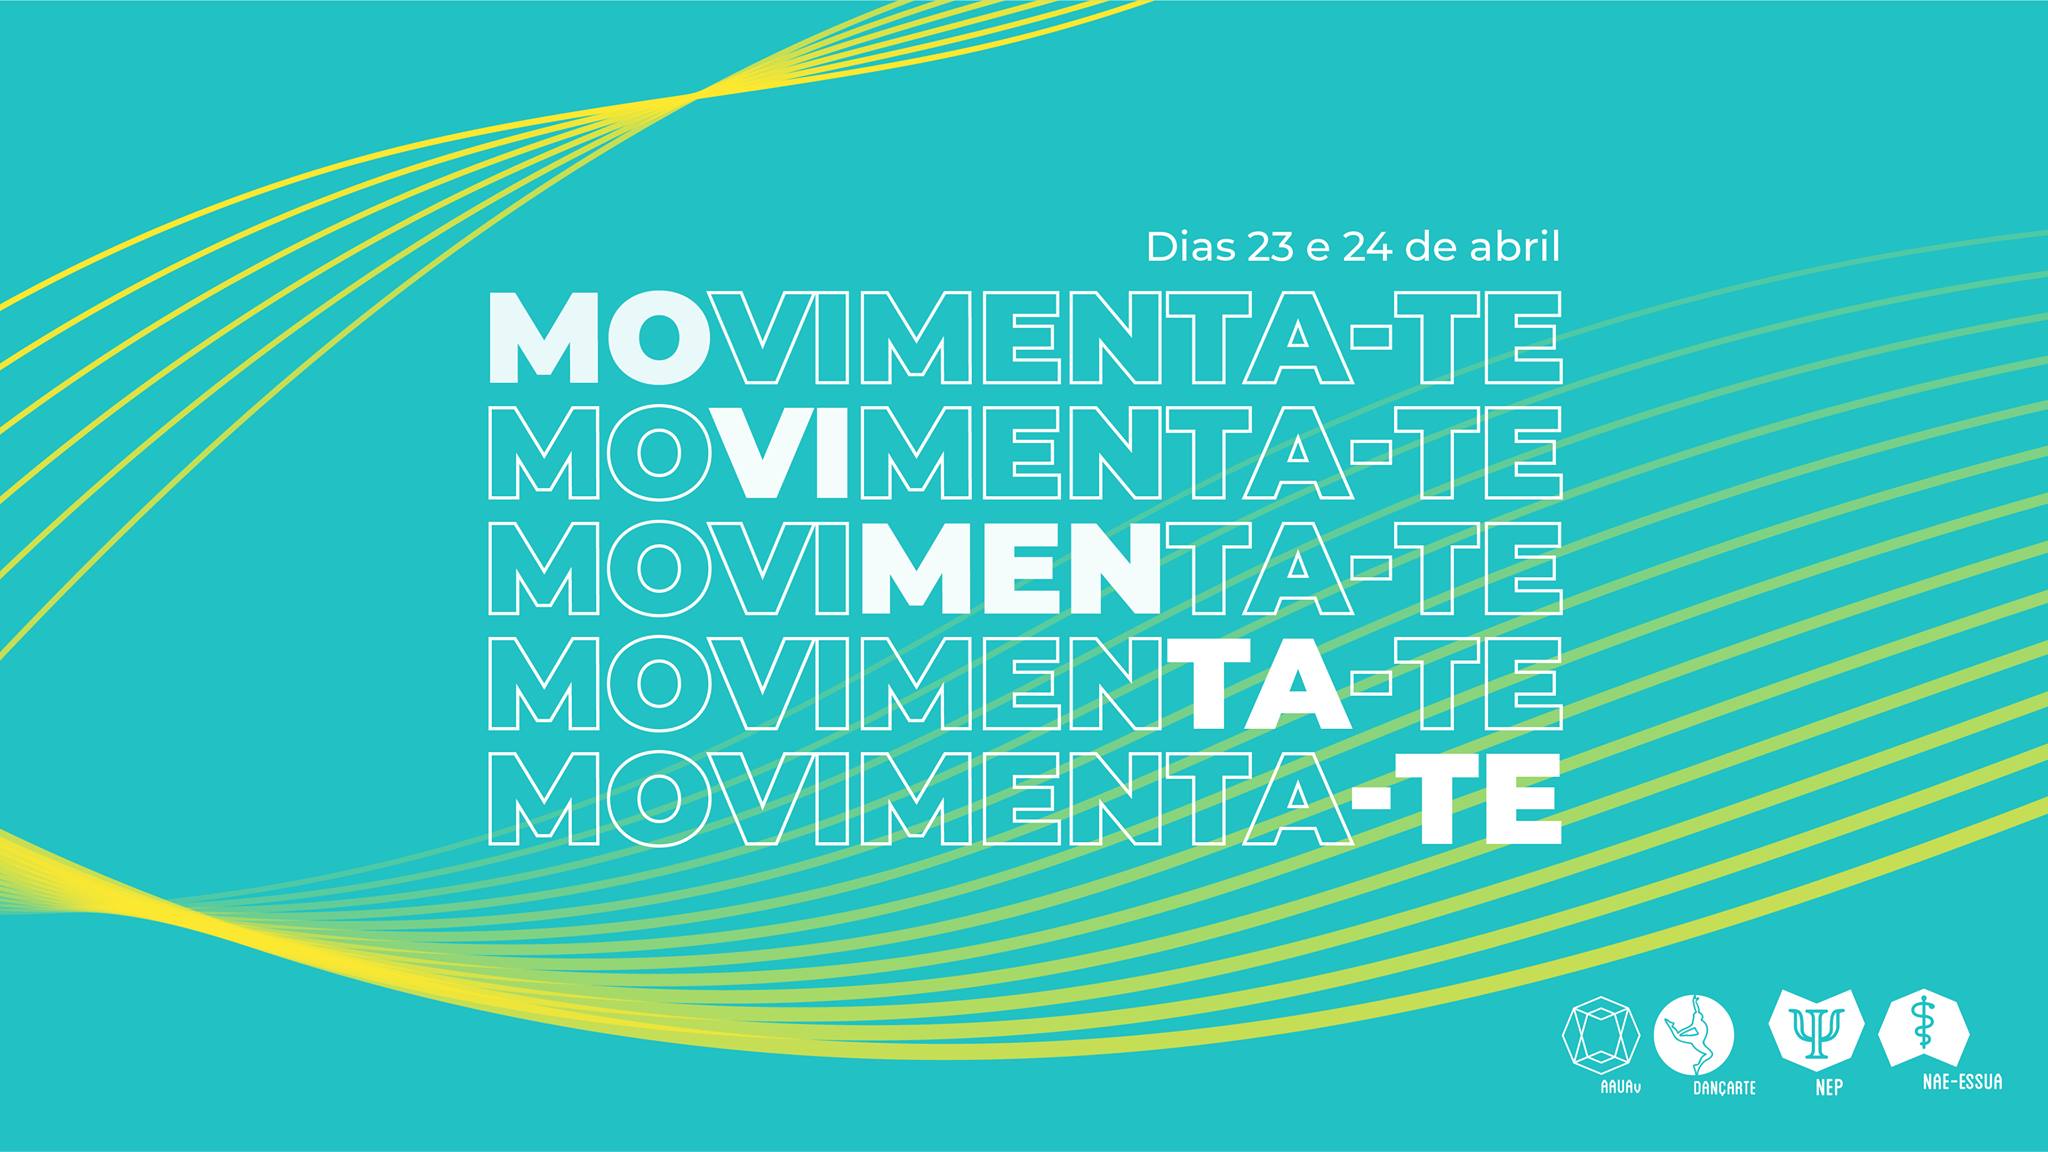 Dias 23 e 24 de abril
MOVIMENTA-TE
MOVIMENTA-TE
MOVIMENTA-TE
MOVIMENTA-TE
MOVIMENTA-TE
AAUAv
DANÇARTE
NEP
NAE-ESSUA